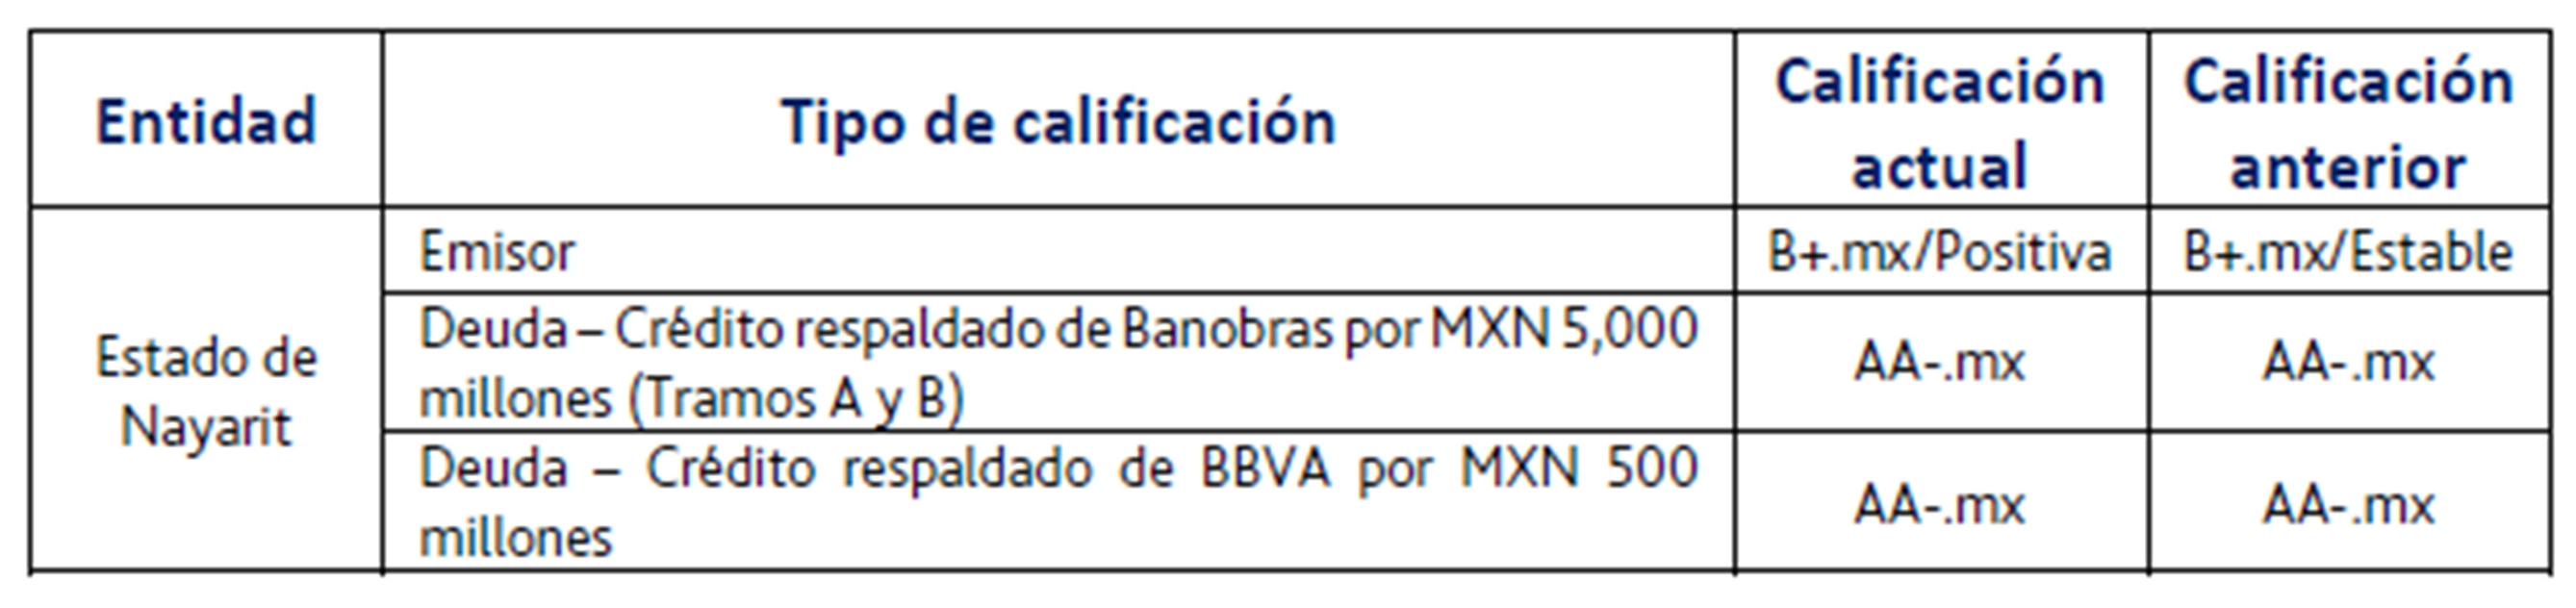 Entidad
Tipo de calificación
Calificación
actual
Calificación
anterior
Estado de
Nayarit
Emisor
B+.mx/Positiva
B+.mx/Estable
Deuda – Crédito respaldado de Banobras por MXN 5,000
millones (Tramos A y B)
AA-.mx
AA-.mx
Deuda – Crédito respaldado de BBVA por MXN 500
millones
AA-.mx
AA-.mx